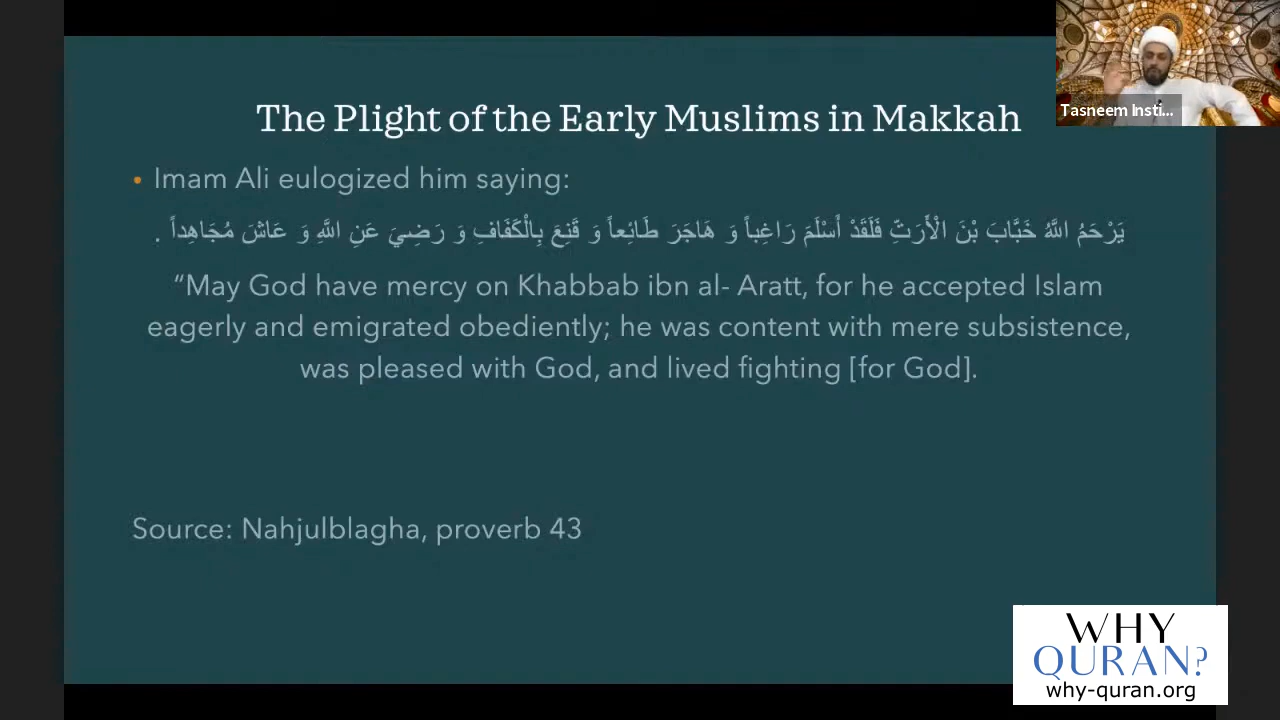 Tasneem Insti...
The Plight of the Early Muslims in Makkah
• Imam Ali eulogized him saying:
يَرْحَمُ اللَّهُ خَبَّابَ بْنَ الْأَرَتِّ فَلَقَدْ أَسْلَمَ رَاغِباً وَ هَاجَرَ طَائِعاً وَ قَنِعَ بِالْكَفَافِ وَ رَضِيَ عَنِ اللَّهِ وَ عَاشَ مُجَاهِداً .
“May God have mercy on Khabbab ibn al- Aratt, for he accepted Islam
eagerly and emigrated obediently; he was content with mere subsistence,
was pleased with God, and lived fighting [for God].
Source: Nahjulblagha, proverb 43
WHY
QURAN?
why-quran.org